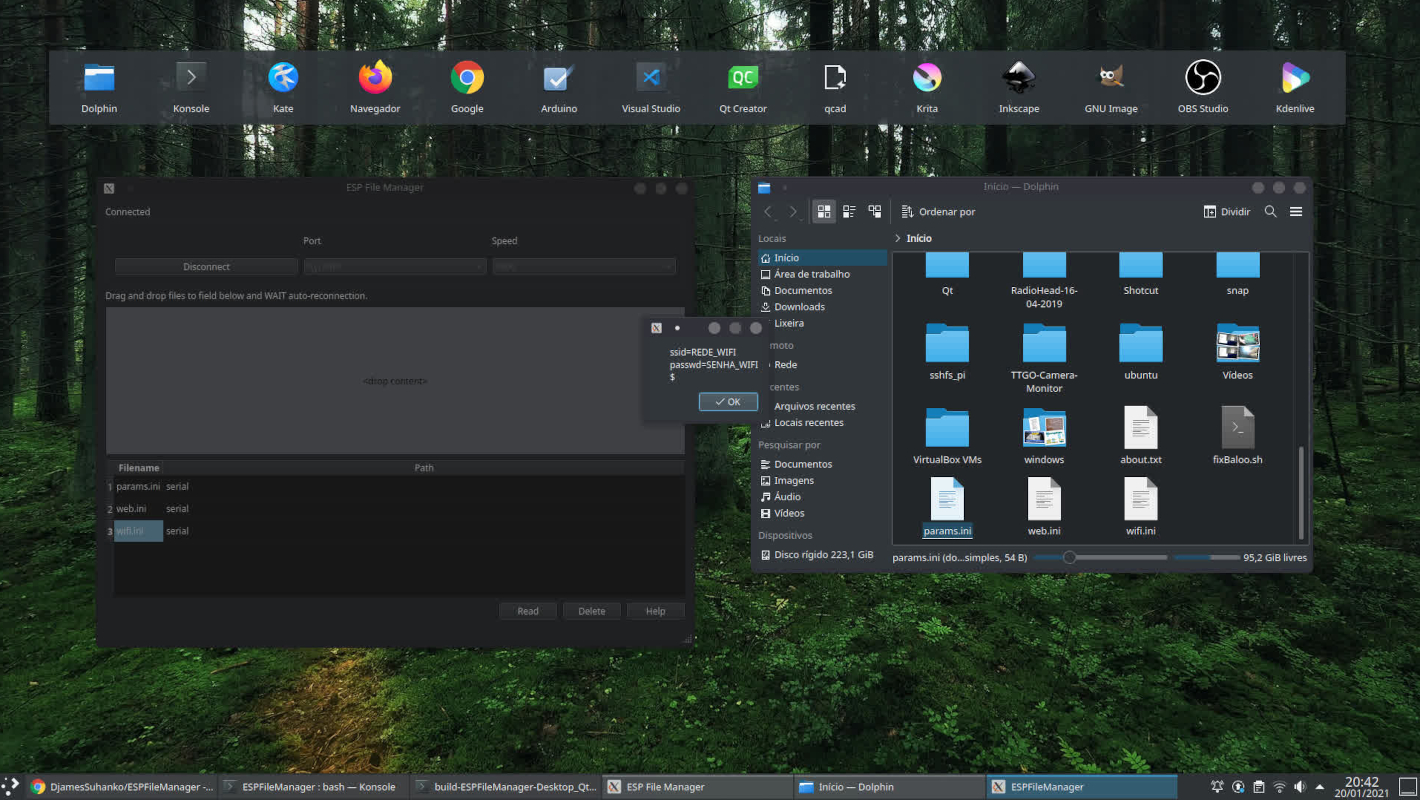 Dolphin
Konsole
Kate
Navegador
Google
Arduino
Visual Studio
Qt Creator
qcad
Krita
Inkscape
GNU Image
OBS Studio
Kdenlive
ESP File Manager
Connected
Port
Speed
Disconnect
Drag and drop files to field below and WAIT auto-reconnection.
<drop content>
Filename
Path
1 params.ini serial
2 web.ini serial
3 wifi.ini serial
Read
Delete
Help
ssid=REDE_WIFI
passwd=SENHA_WIFI
$
OK
Início — Dolphin
Ordenar por
Dividir
Locais
Início
Área de trabalho
Documentos
Downloads
Lixeira
moto
Rede
centes
Arquivos recentes
Locais recentes
Pesquisar por
Documentos
Imagens
Áudio
Vídeos
Dispositivos
Disco rígido 223,1 GiB
> Início
Qt
RadioHead-16-
04-2019
Shotcut
snap
sshfs_pi
TTGO-Camera-
Monitor
ubuntu
Vídeos
VirtualBox VMs
windows
about.txt
fixBaloo.sh
params.ini
web.ini
wifi.ini
params.ini (do...simples, 54 B)
95,2 GiB livres
DjamesSuhanko/ESPFileManager -...
ESPFileManager : bash — Konsole
build-ESPFileManager-Desktop_Qt...
ESP File Manager
Início — Dolphin
ESPFileManager
20:42
20/01/2021